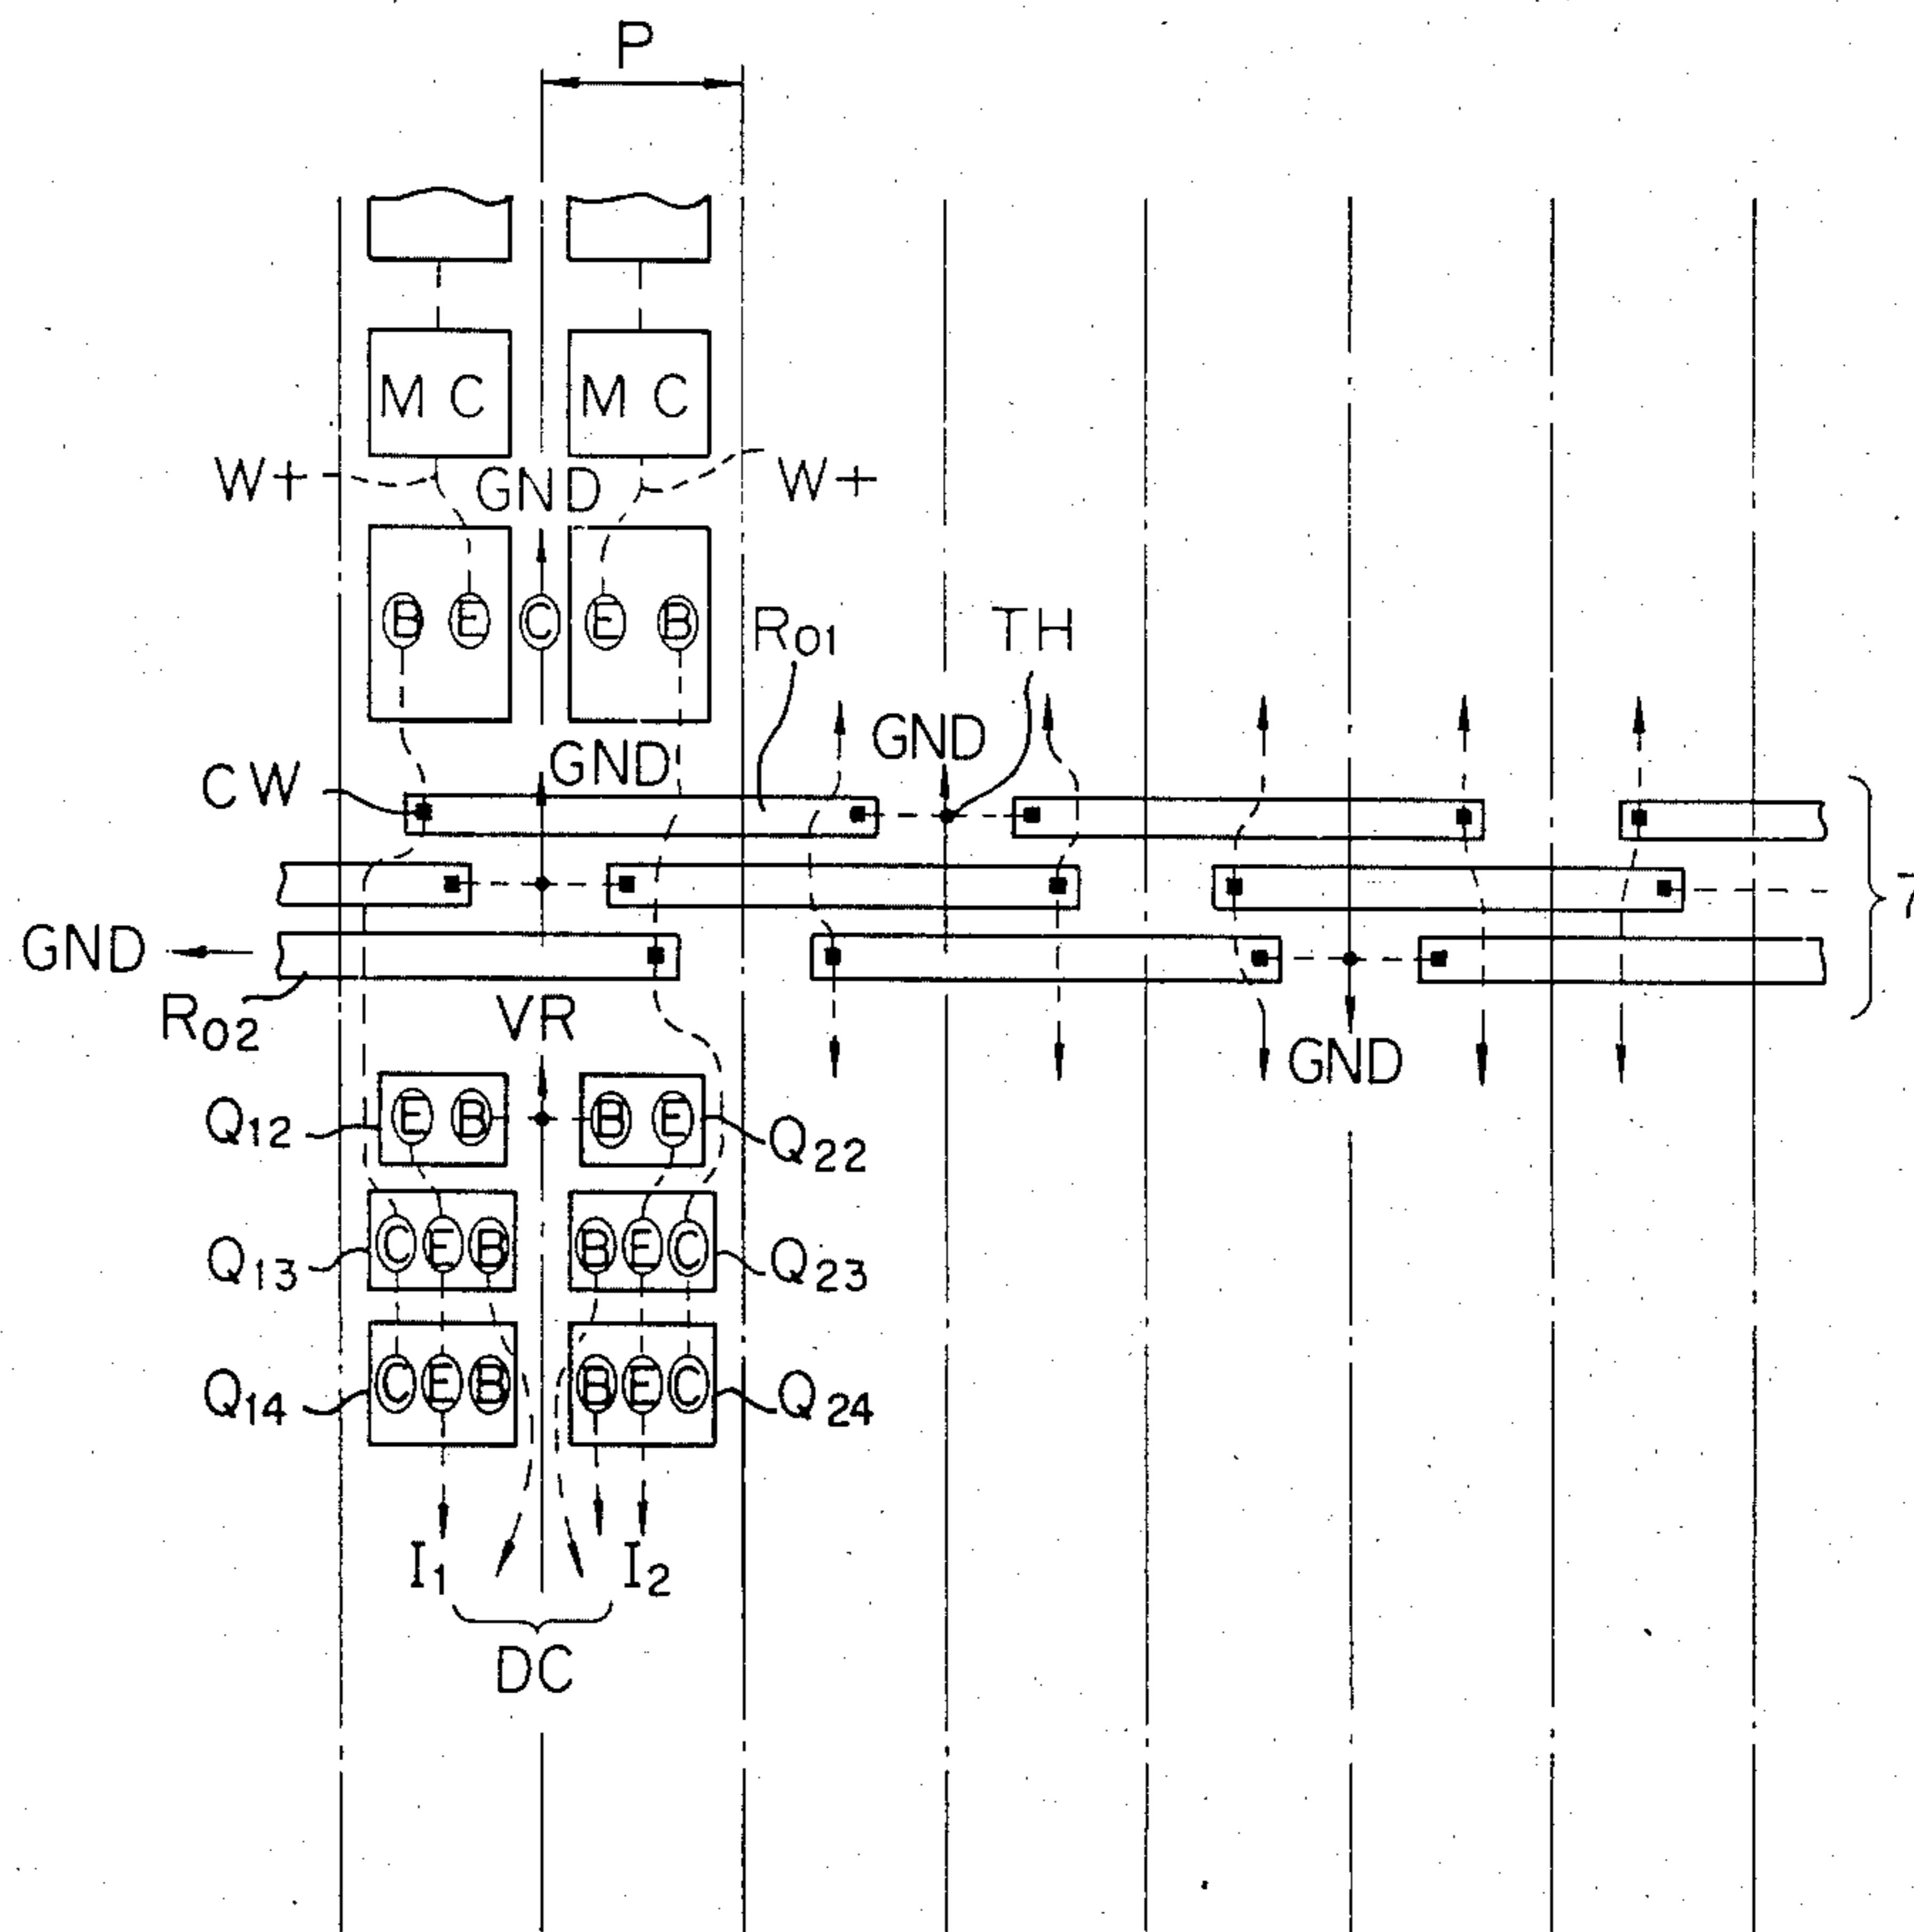 P
M C M C
W+ GND W+
B E C E B
R01 TH
GND GND
CW
7
GND
R02 VR
GND
Q12 E B B E Q22
Q13 C E B B E C Q23
Q14 C E B B E C Q24
I1 I2
DC